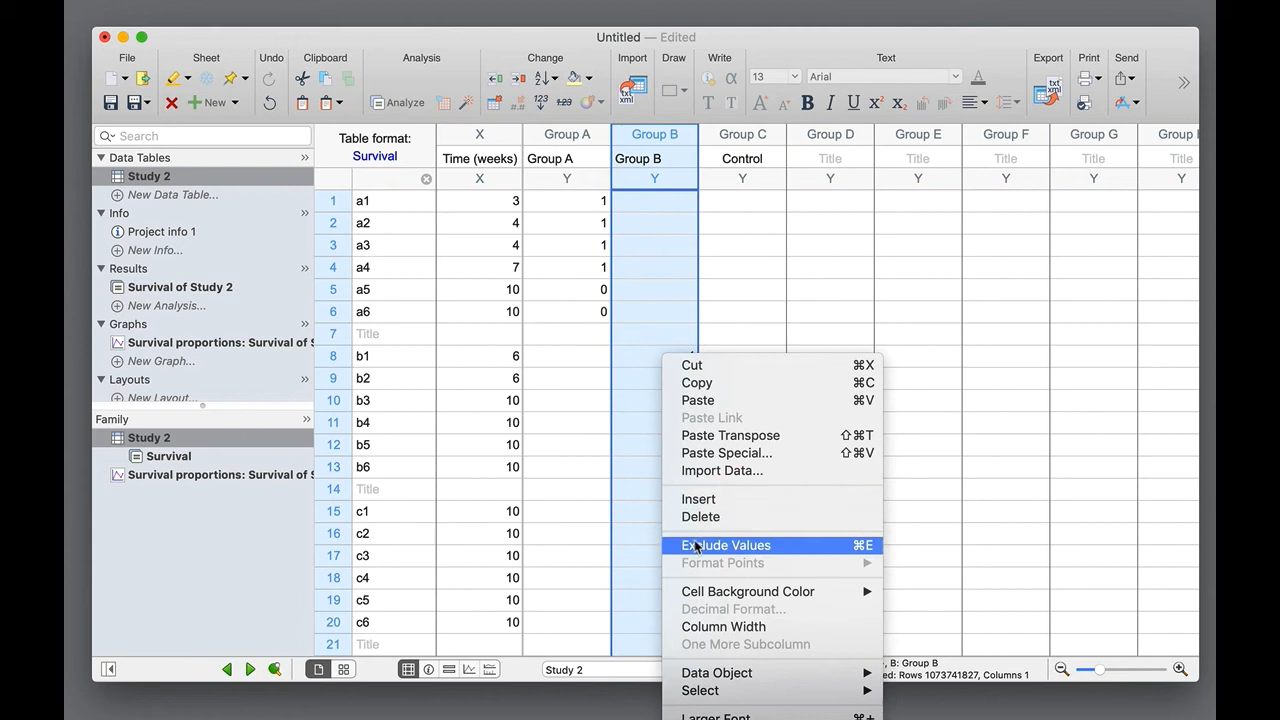 Untitled — Edited
File Sheet Undo Clipboard Analysis Change Import Draw Write Text Export Print Send
13 Arial
New Analyze
Search
Data Tables
Study 2
New Data Table...
Info
Project info 1
New Info...
Results
Survival of Study 2
New Analysis...
Graphs
Survival proportions: Survival of S
New Graph...
Layouts
New Layout...
Family
Study 2
Survival
Survival proportions: Survival of S
Table format:
Survival
X Group A Group B Group C Group D Group E Group F Group G Group
Time (weeks) Group A Group B Control Title Title Title Title Title
X Y Y Y Y Y Y Y Y
1 a1 3 1
2 a2 4 1
3 a3 4 1
4 a4 7 1
5 a5 10 0
6 a6 10 0
7 Title
8 b1 6
9 b2 6
10 b3 10
11 b4 10
12 b5 10
13 b6 10
14 Title
15 c1 10
16 c2 10
17 c3 10
18 c4 10
19 c5 10
20 c6 10
21 Title
Cut ⌘X
Copy ⌘C
Paste ⌘V
Paste Link
Paste Transpose ⇧⌘T
Paste Special... ⇧⌘V
Import Data...
Insert
Delete
Exclude Values ⌘E
Format Points
Cell Background Color
Decimal Format...
Column Width
One More Subcolumn
Data Object
Select
Larger Font ⌘+
Study 2
, B: Group B
ed: Rows 1073741827, Columns 1